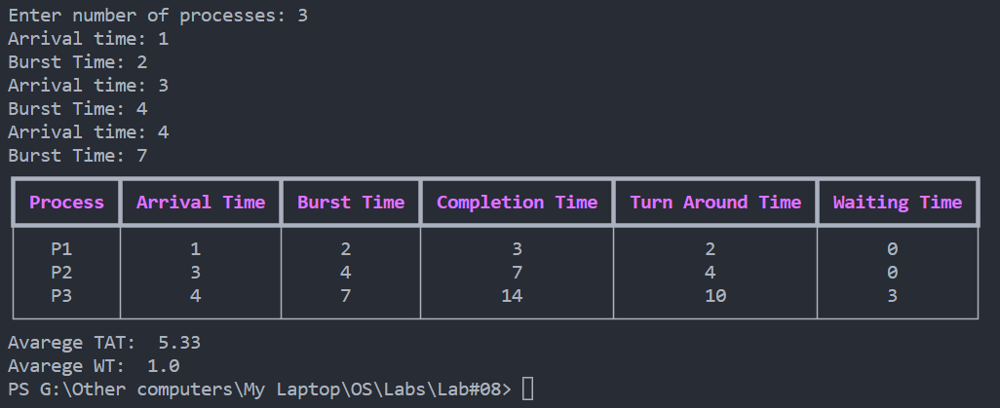 Enter number of processes: 3
Arrival time: 1
Burst Time: 2
Arrival time: 3
Burst Time: 4
Arrival time: 4
Burst Time: 7
Process Arrival Time Burst Time Completion Time Turn Around Time Waiting Time
P1 1 2 3 2 0
P2 3 4 7 4 0
P3 4 7 14 10 3
Avarege TAT:  5.33
Avarege WT:  1.0
PS G:\Other computers\My Laptop\OS\Labs\Lab#08>